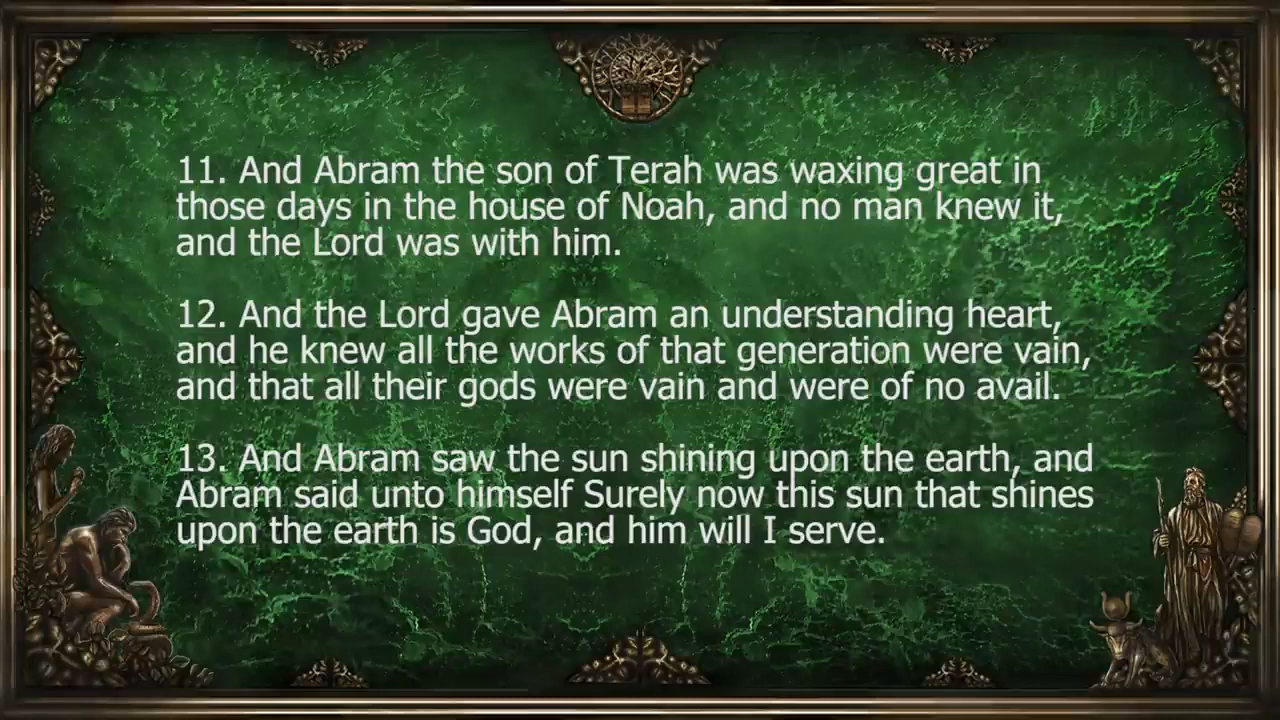 11. And Abram the son of Terah was waxing great in
those days in the house of Noah, and no man knew it,
and the Lord was with him.
12. And the Lord gave Abram an understanding heart,
and he knew all the works of that generation were vain,
and that all their gods were vain and were of no avail.
13. And Abram saw the sun shining upon the earth, and
Abram said unto himself Surely now this sun that shines
upon the earth is God, and him will I serve.